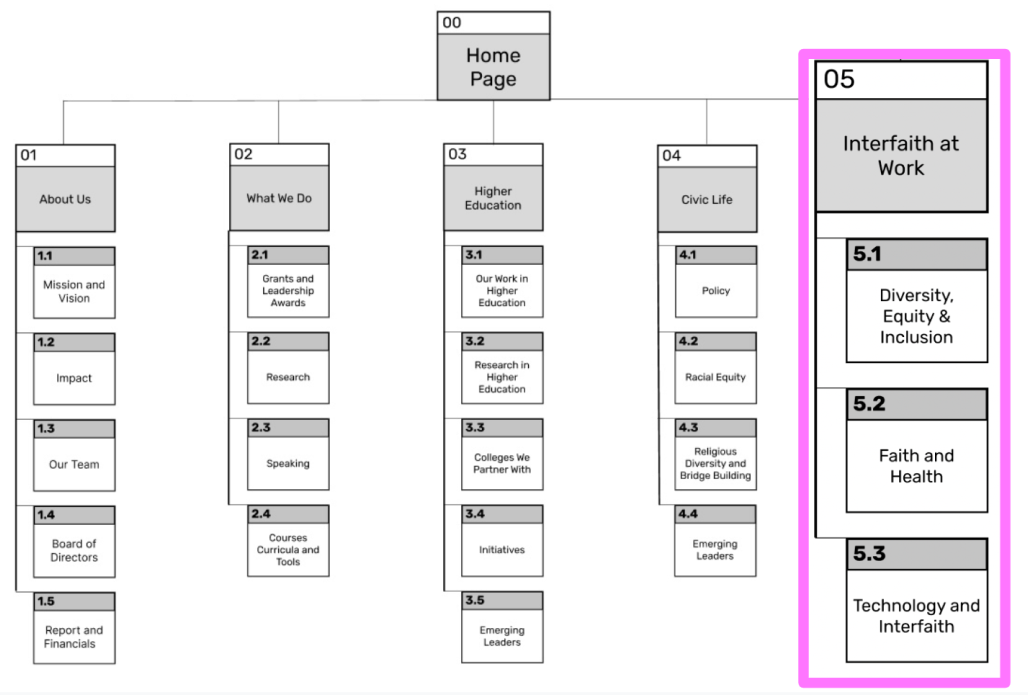 00
Home
Page
01
About Us
1.1
Mission and
Vision
1.2
Impact
1.3
Our Team
1.4
Board of
Directors
1.5
Report and
Financials
02
What We Do
2.1
Grants and
Leadership
Awards
2.2
Research
2.3
Speaking
2.4
Courses
Curricula and
Tools
03
Higher
Education
3.1
Our Work in
Higher
Education
3.2
Research in
Higher
Education
3.3
Colleges We
Partner With
3.4
Initiatives
3.5
Emerging
Leaders
04
Civic Life
4.1
Policy
4.2
Racial Equity
4.3
Religious
Diversity and
Bridge Building
4.4
Emerging
Leaders
05
Interfaith at
Work
5.1
Diversity,
Equity &
Inclusion
5.2
Faith and
Health
5.3
Technology and
Interfaith